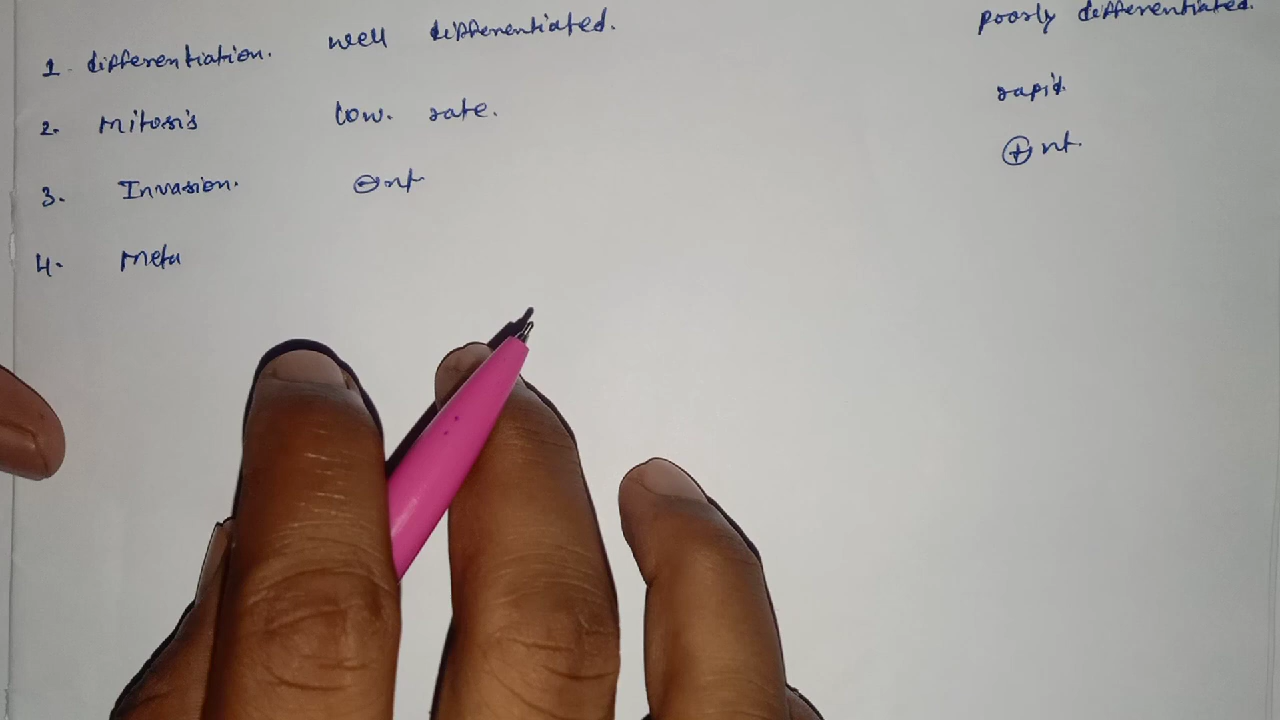 1. differentiation. well differentiated. poorly differentiated.
2. Mitosis low. rate. rapid.
3. Invasion. ⊖nt ⊕nt.
4. Meta